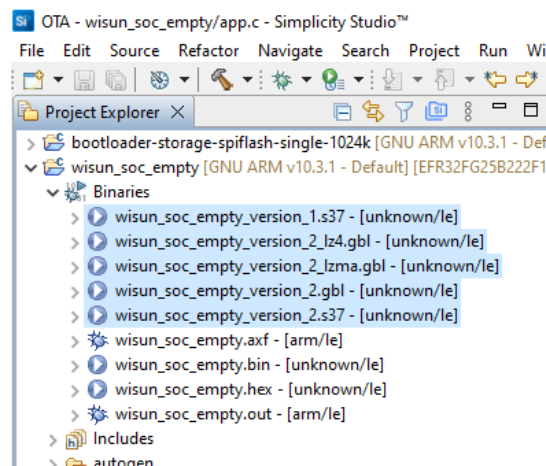 Si OTA - wisun_soc_empty/app.c - Simplicity Studio™
File Edit Source Refactor Navigate Search Project Run
Project Explorer
bootloader-storage-spiflash-single-1024k [GNU ARM v10.3.1 - Def
wisun_soc_empty [GNU ARM v10.3.1 - Default] [EFR32FG25B222F1
Binaries
wisun_soc_empty_version_1.s37 - [unknown/le]
wisun_soc_empty_version_2_lz4.gbl - [unknown/le]
wisun_soc_empty_version_2_lzma.gbl - [unknown/le]
wisun_soc_empty_version_2.gbl - [unknown/le]
wisun_soc_empty_version_2.s37 - [unknown/le]
wisun_soc_empty.axf - [arm/le]
wisun_soc_empty.bin - [unknown/le]
wisun_soc_empty.hex - [unknown/le]
wisun_soc_empty.out - [arm/le]
Includes
autogen